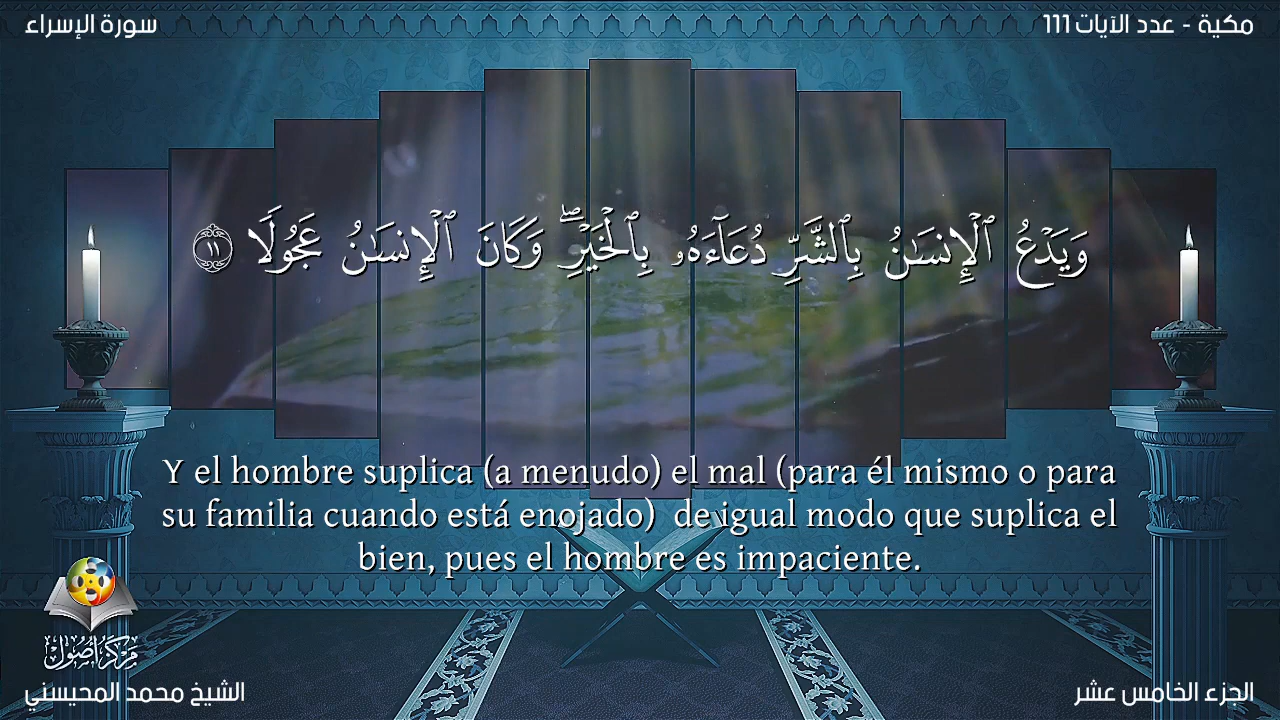 سورة الإسراء
مكية - عدد الآيات 111
وَيَدْعُ ٱلْإِنسَـٰنُ بِٱلشَّرِّ دُعَآءَهُۥ بِٱلْخَيْرِ ۖ وَكَانَ ٱلْإِنسَـٰنُ عَجُولًا ١١
Y el hombre suplica (a menudo) el mal (para él mismo o para
su familia cuando está enojado)  de igual modo que suplica el
bien, pues el hombre es impaciente.
مركز أصول
الشيخ محمد المحيسني
الجزء الخامس عشر